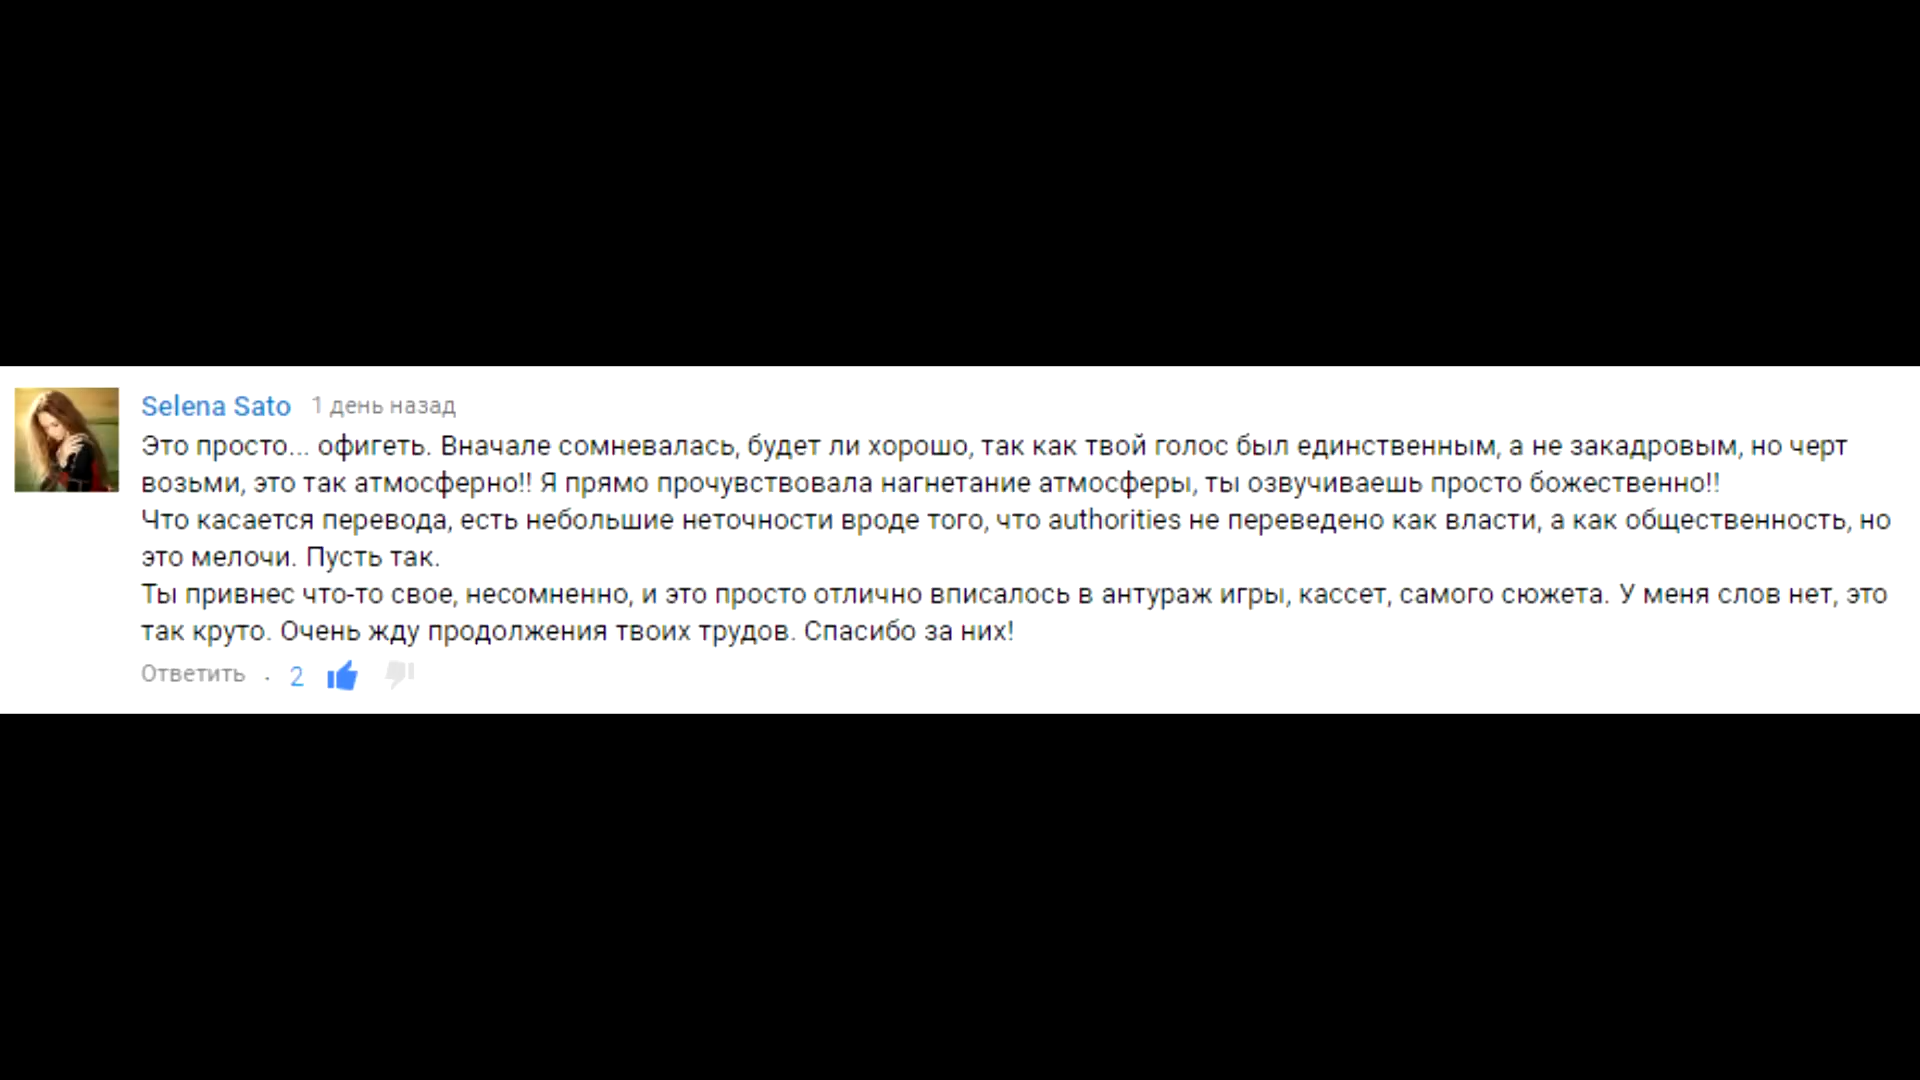 Selena Sato 1 день назад
Это просто... офигеть. Вначале сомневалась, будет ли хорошо, так как твой голос был единственным, а не закадровым, но черт
возьми, это так атмосферно!! Я прямо прочувствовала нагнетание атмосферы, ты озвучиваешь просто божественно!!
Что касается перевода, есть небольшие неточности вроде того, что authorities не переведено как власти, а как общественность, но
это мелочи. Пусть так.
Ты привнес что-то свое, несомненно, и это просто отлично вписалось в антураж игры, кассет, самого сюжета. У меня слов нет, это
так круто. Очень жду продолжения твоих трудов. Спасибо за них!
Ответить · 2